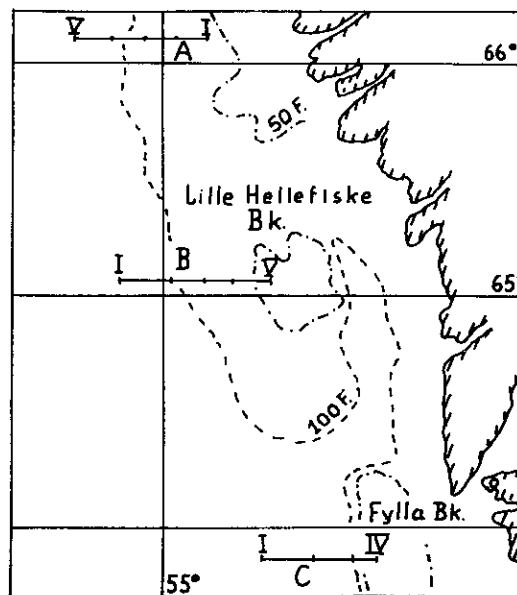 V I
A
66°
50 F.
Lille Hellefiske
Bk.
I B V
65°
100 F.
Fylla Bk.
I IV
C
55°